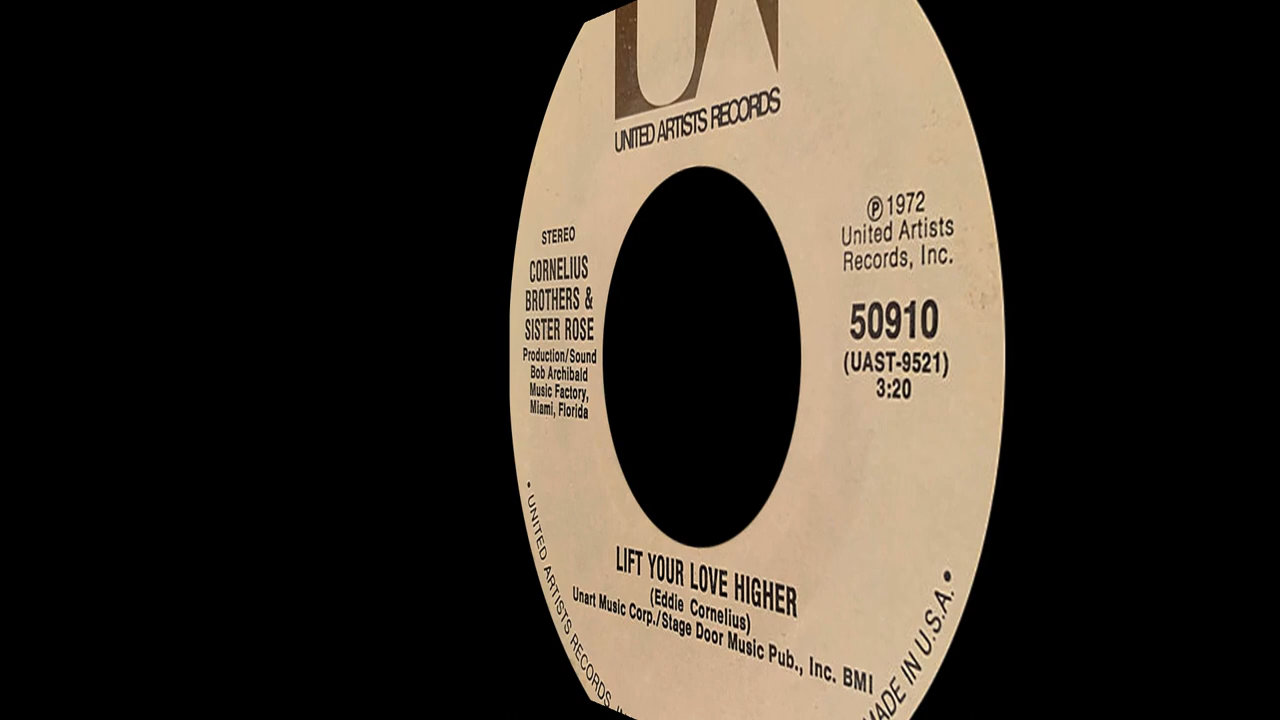 UA
UNITED ARTISTS RECORDS
STEREO
CORNELIUS
BROTHERS &
SISTER ROSE
Production/Sound
Bob Archibald
Music Factory,
Miami, Florida
Ⓟ 1972
United Artists
Records, Inc.
50910
(UAST-9521)
3:20
LIFT YOUR LOVE HIGHER
(Eddie Cornelius)
Unart Music Corp./Stage Door Music Pub., Inc. BMI
• UNITED ARTISTS RECORDS,
MADE IN U.S.A. •